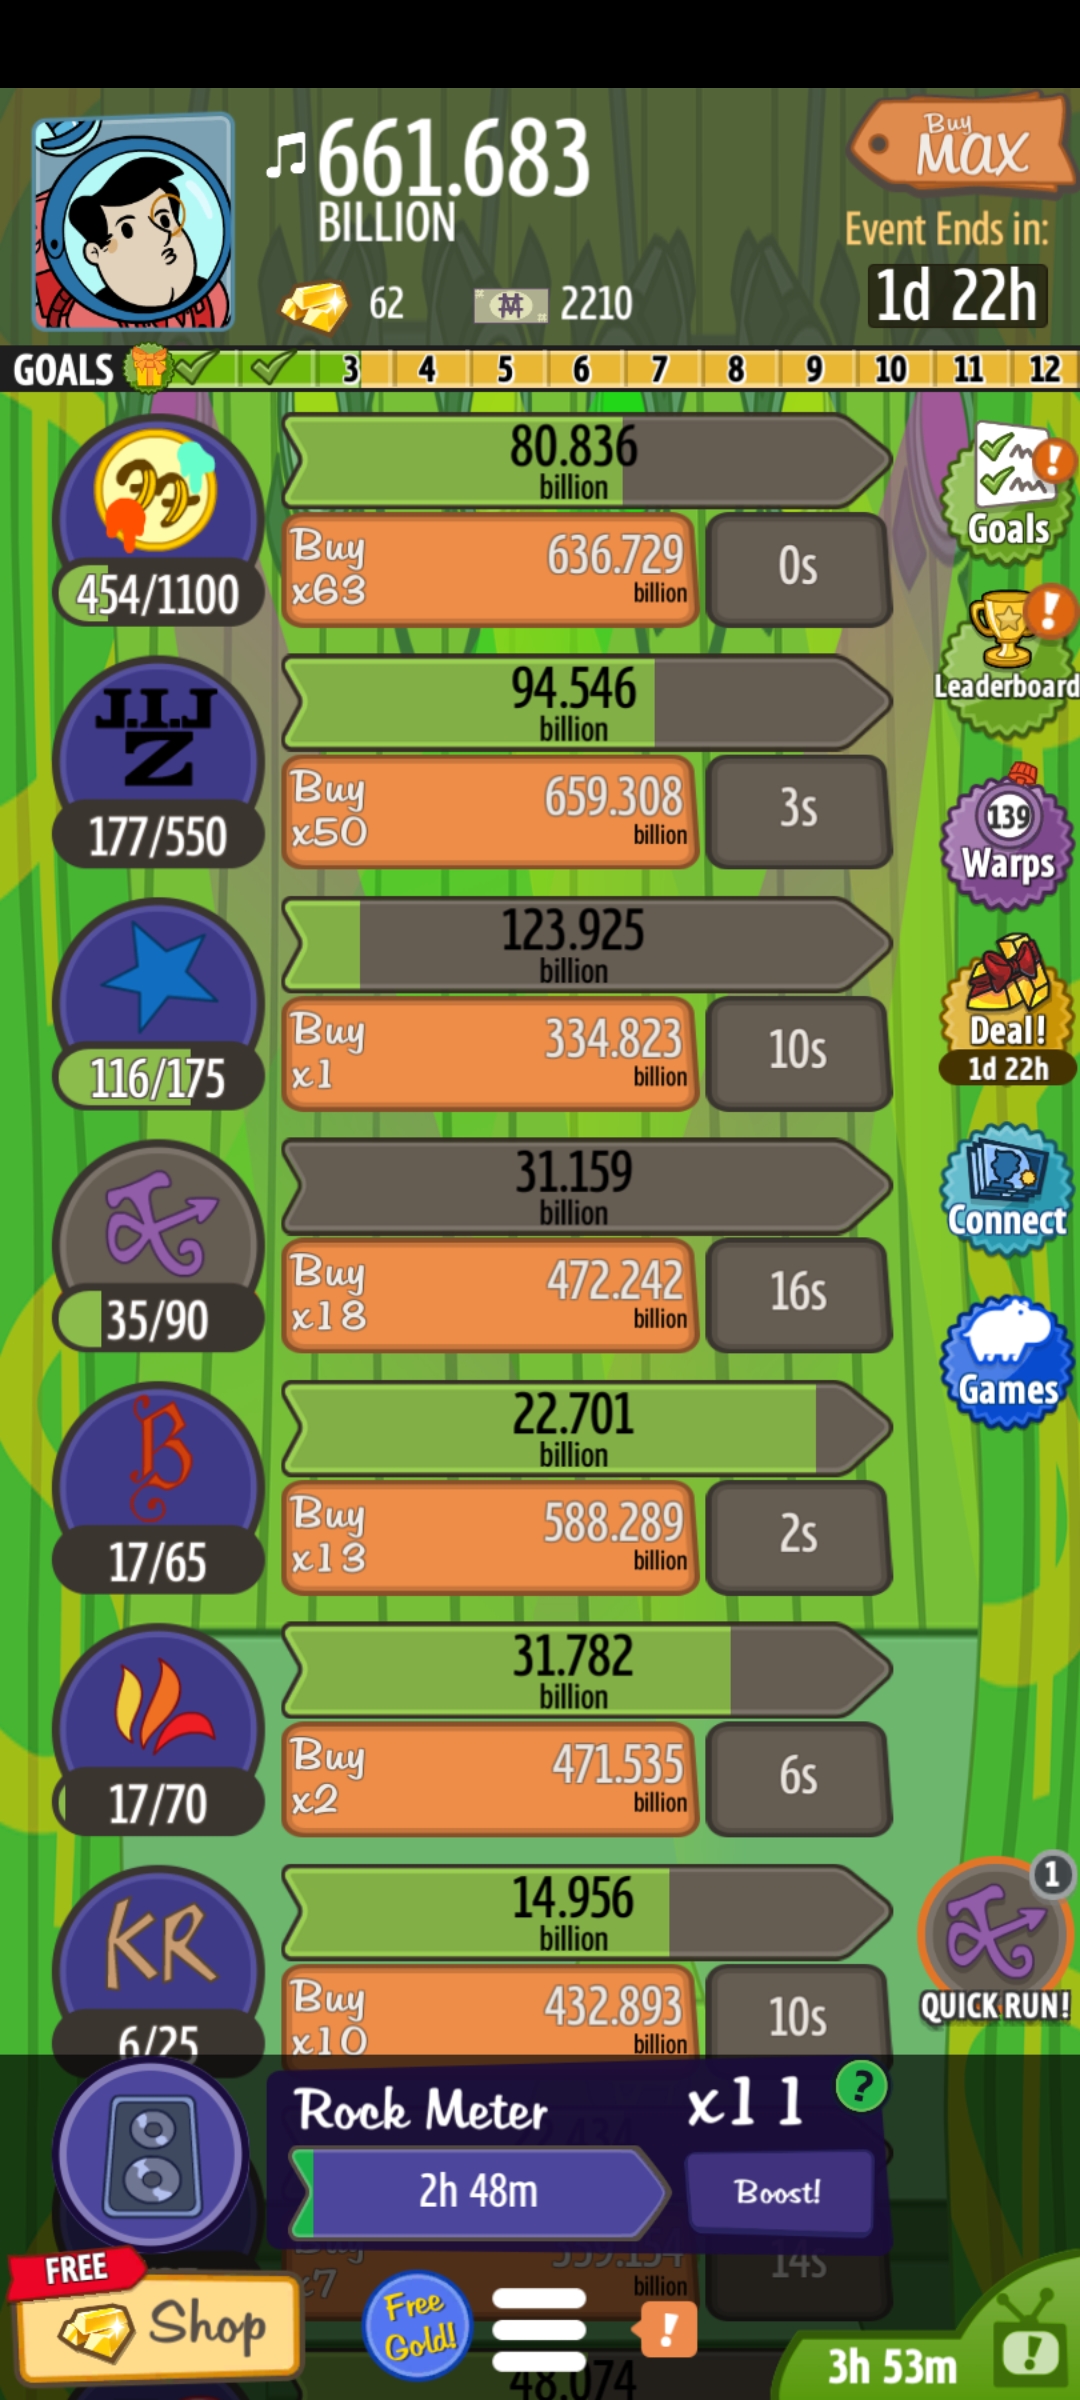 661.683
BILLION
Buy
MAX
Event Ends in:
1d 22h
62
2210
GOALS
3
4
5
6
7
8
9
10
11
12
80.836
billion
Buy
x63
636.729
billion
0s
454/1100
Goals
J.I.J
Z
94.546
billion
Buy
x50
659.308
billion
3s
177/550
Leaderboard
123.925
billion
Buy
x1
334.823
billion
10s
116/175
139
Warps
Deal!
1d 22h
31.159
billion
Buy
x18
472.242
billion
16s
35/90
Connect
B
22.701
billion
Buy
x13
588.289
billion
2s
17/65
Games
31.782
billion
Buy
x2
471.535
billion
6s
17/70
KR
14.956
billion
Buy
x10
432.893
billion
10s
6/25
1
QUICK RUN!
Rock Meter
x11
?
2h 48m
Boost!
Buy
x7
billion
14s
FREE
Shop
Free
Gold!
!
48.074
3h 53m
!